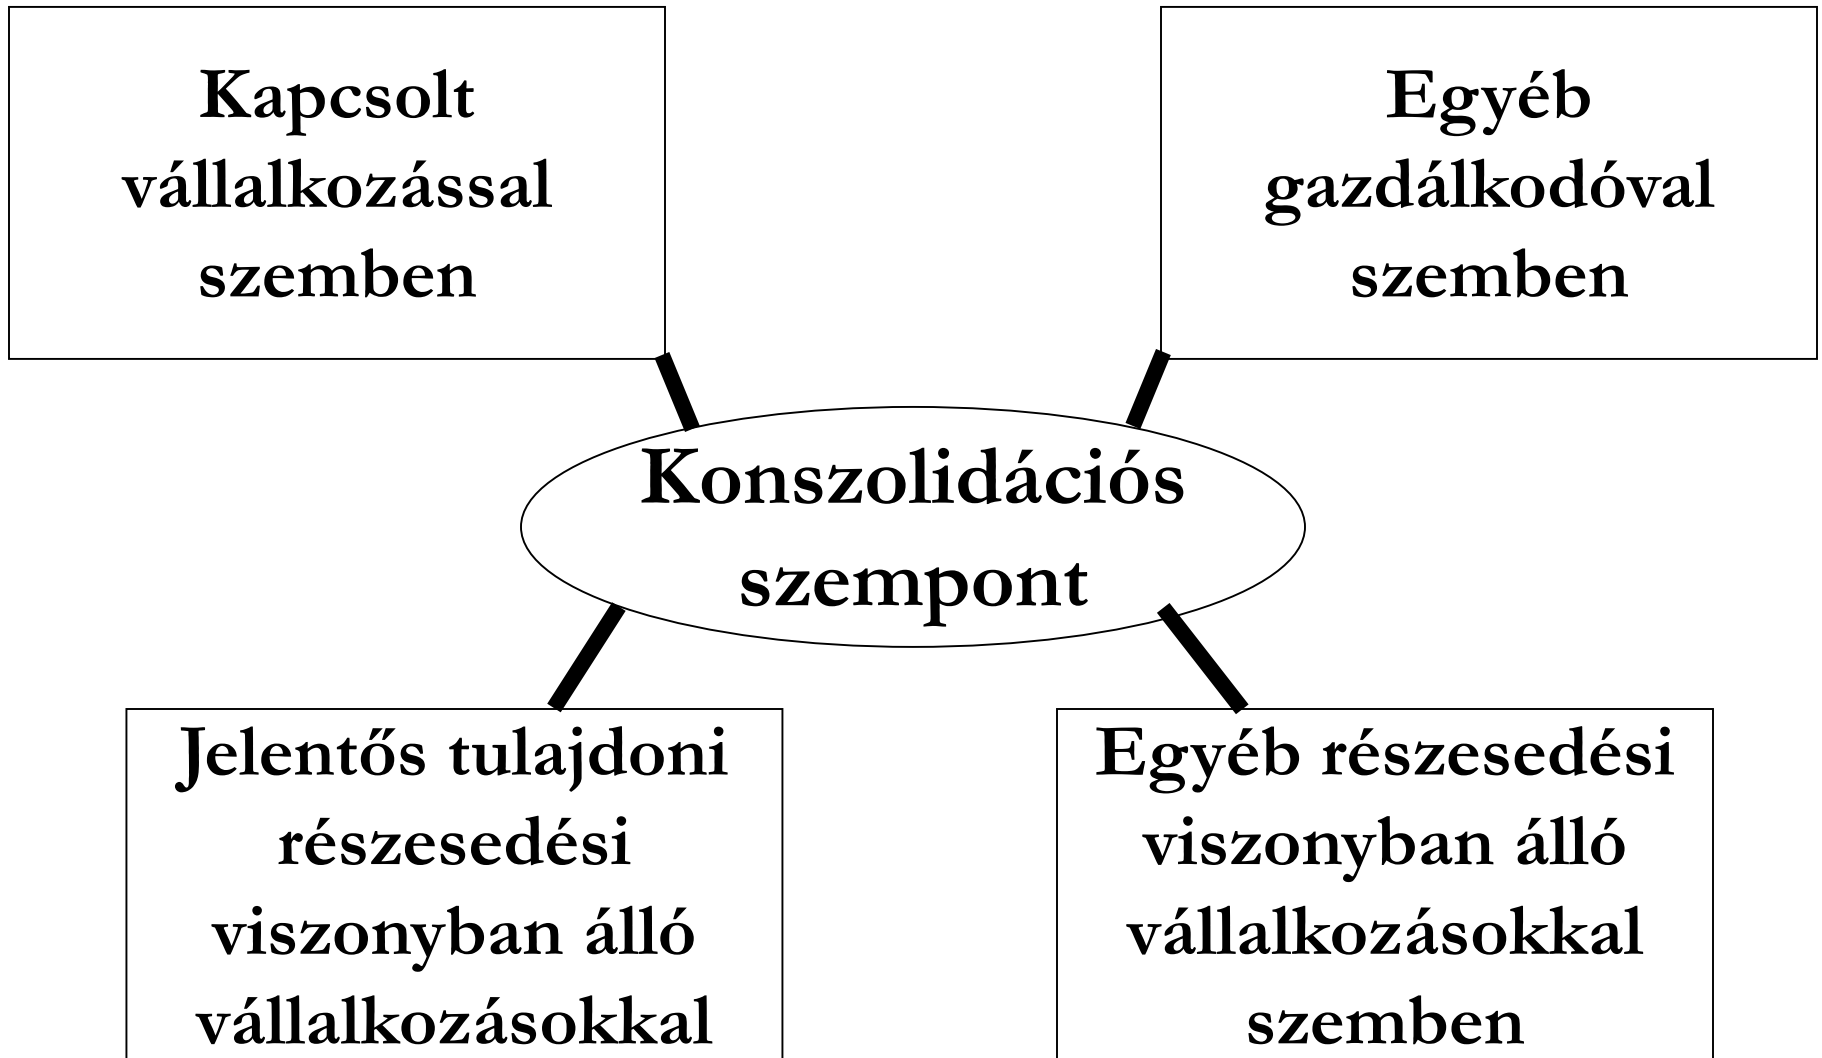 Kapcsolt
vállalkozással
szemben
Egyéb
gazdálkodóval
szemben
Konszolidációs
szempont
Jelentős tulajdoni
részesedési
viszonyban álló
vállalkozásokkal
Egyéb részesedési
viszonyban álló
vállalkozásokkal
szemben